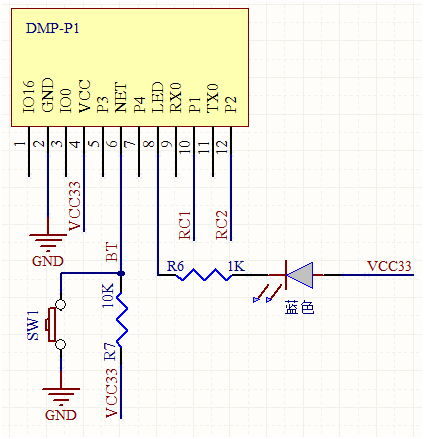 DMP-P1
IO16
GND
IO0
VCC
P3
NET
P4
LED
RX0
P1
TX0
P2
1
2
3
4
5
6
7
8
9
10
11
12
VCC33
RC1
RC2
GND
BT
R6
1K
VCC33
蓝色
SW1
10K
R7
VCC33
GND